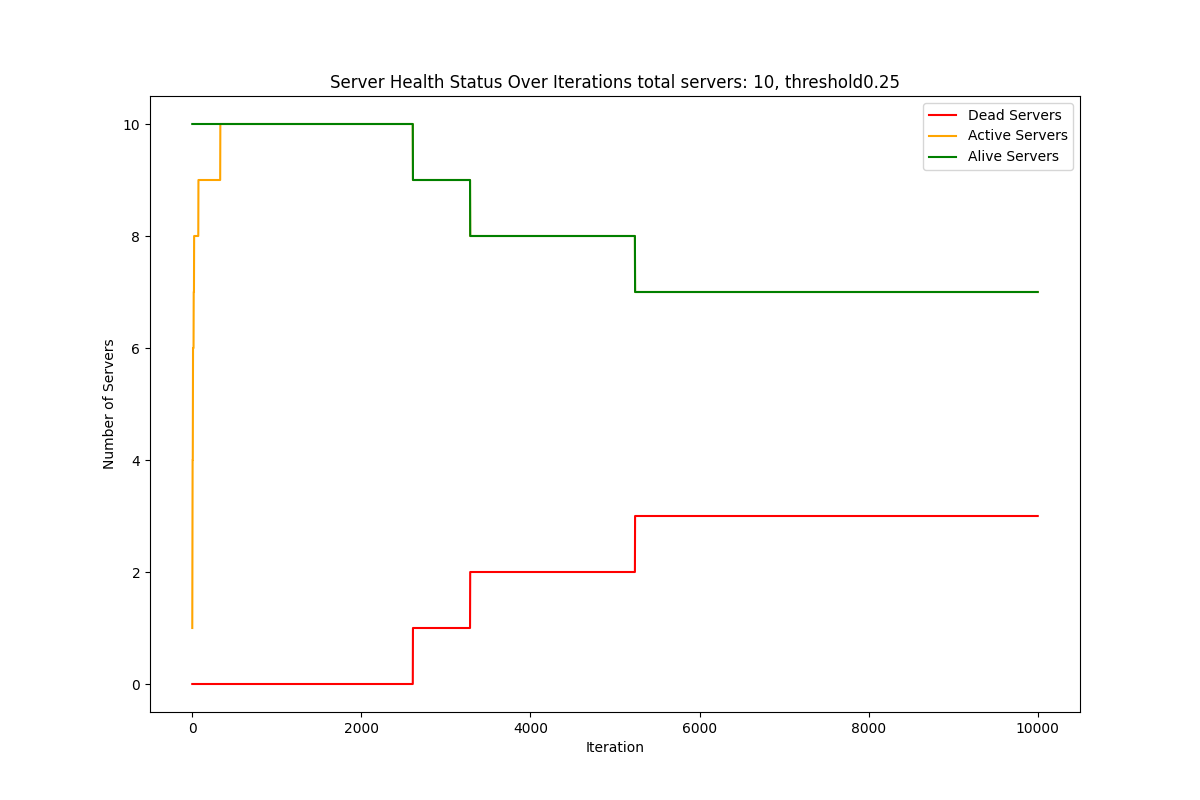 Server Health Status Over Iterations total servers: 10, threshold0.25
Dead Servers
Active Servers
Alive Servers
10
8
6
4
2
0
Number of Servers
0 2000 4000 6000 8000 10000
Iteration